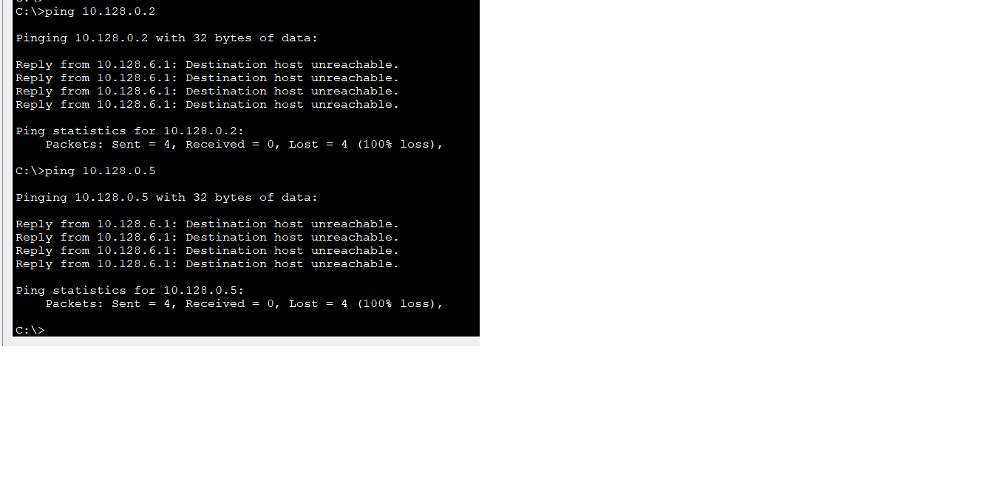 C:\>ping 10.128.0.2
Pinging 10.128.0.2 with 32 bytes of data:
Reply from 10.128.6.1: Destination host unreachable.
Reply from 10.128.6.1: Destination host unreachable.
Reply from 10.128.6.1: Destination host unreachable.
Reply from 10.128.6.1: Destination host unreachable.
Ping statistics for 10.128.0.2:
    Packets: Sent = 4, Received = 0, Lost = 4 (100% loss),
C:\>ping 10.128.0.5
Pinging 10.128.0.5 with 32 bytes of data:
Reply from 10.128.6.1: Destination host unreachable.
Reply from 10.128.6.1: Destination host unreachable.
Reply from 10.128.6.1: Destination host unreachable.
Reply from 10.128.6.1: Destination host unreachable.
Ping statistics for 10.128.0.5:
    Packets: Sent = 4, Received = 0, Lost = 4 (100% loss),
C:\>